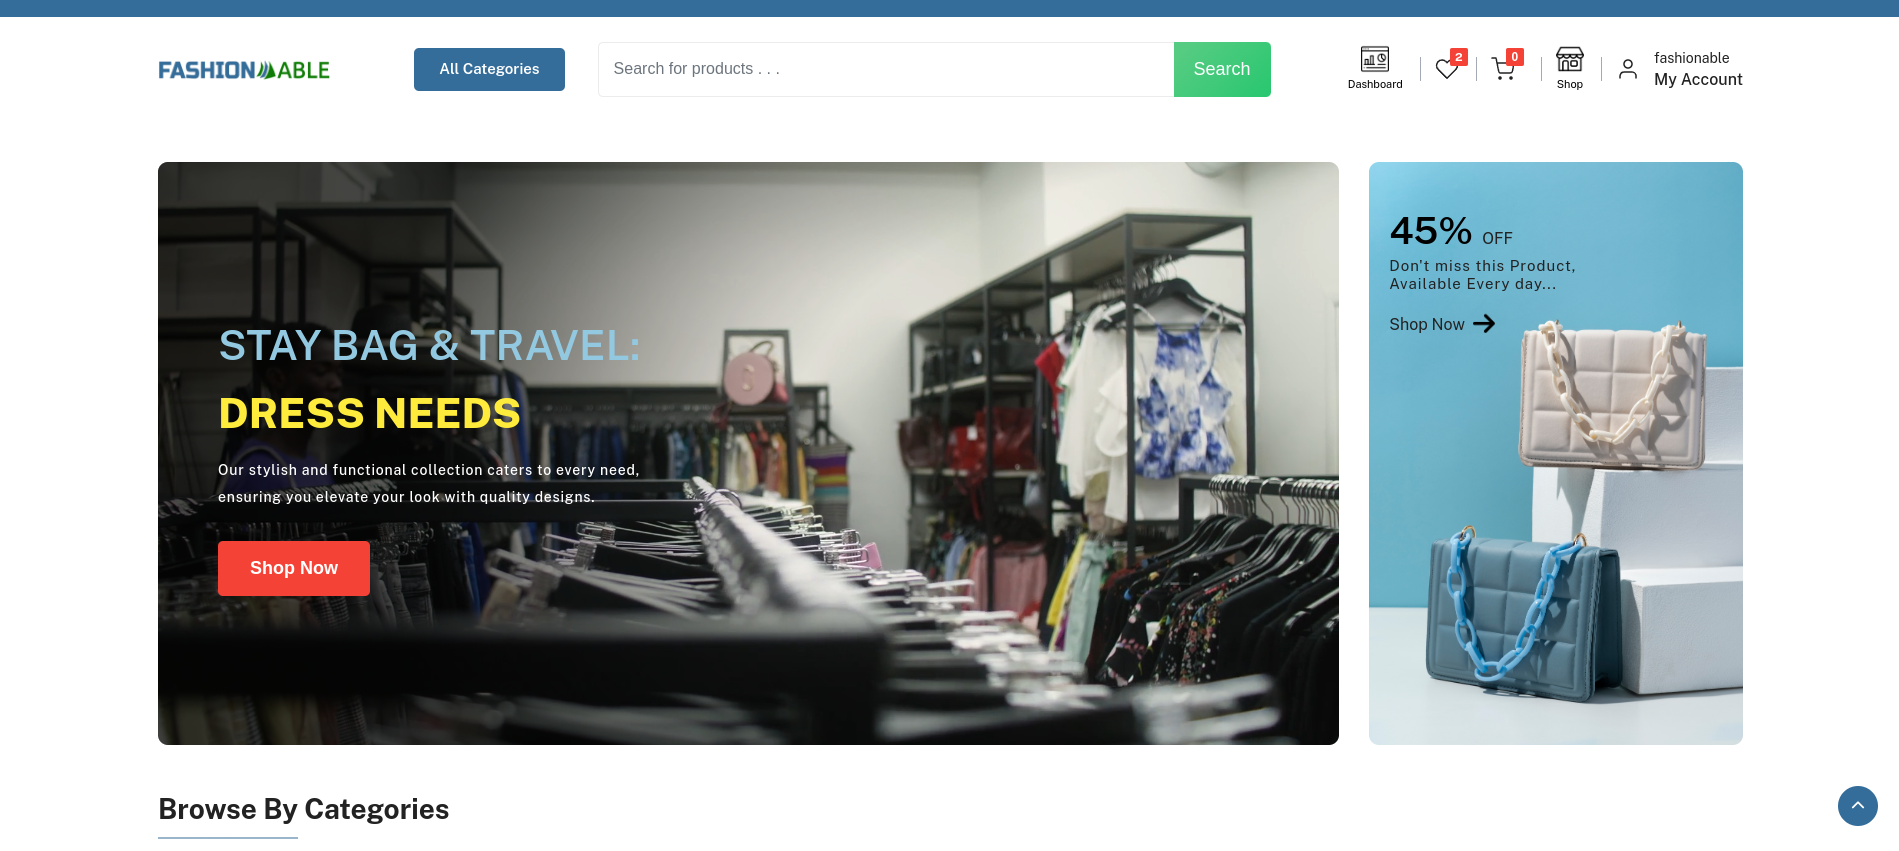 FASHIONABLE
All Categories
Search for products . . .
Search
Dashboard
2
0
Shop
fashionable
My Account
STAY BAG & TRAVEL:
DRESS NEEDS
Our stylish and functional collection caters to every need,
ensuring you elevate your look with quality designs.
Shop Now
45% OFF
Don't miss this Product,
Available Every day...
Shop Now
Browse By Categories